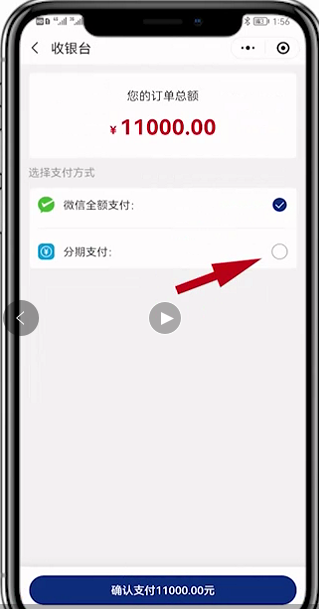 1:56
收银台
您的订单总额
¥ 11000.00
选择支付方式
微信全额支付:
分期支付:
确认支付11000.00元